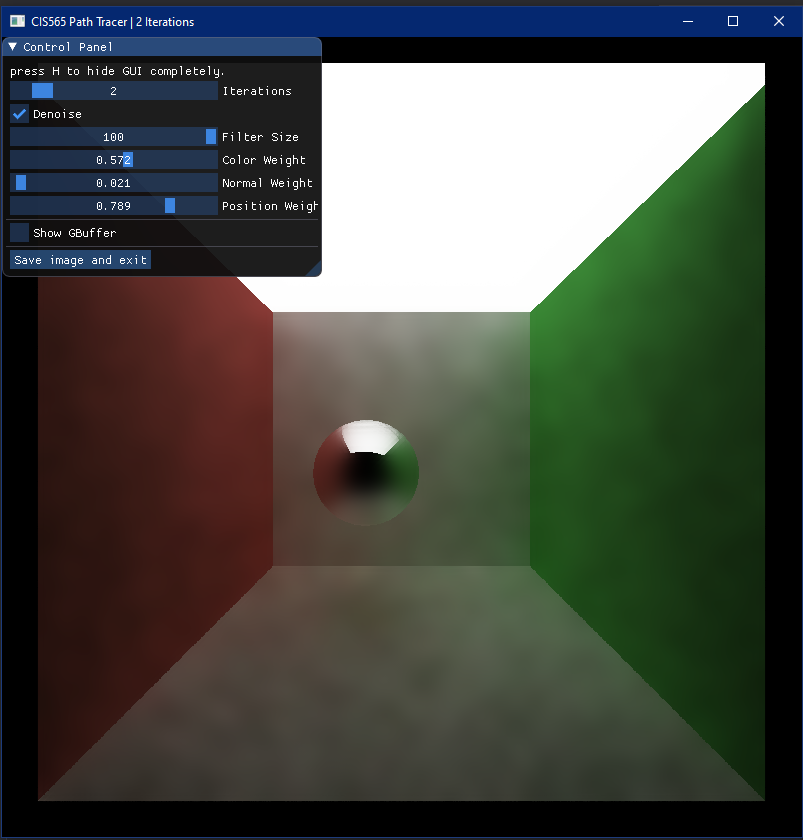 CIS565 Path Tracer | 2 Iterations
Control Panel
press H to hide GUI completely.
2 Iterations
Denoise
100 Filter Size
0.572 Color Weight
0.021 Normal Weight
0.789 Position Weigh
Show GBuffer
Save image and exit